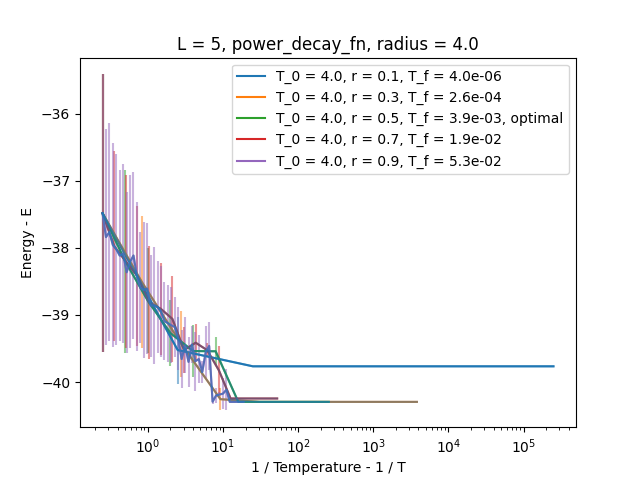 L = 5, power_decay_fn, radius = 4.0
T_0 = 4.0, r = 0.1, T_f = 4.0e-06
T_0 = 4.0, r = 0.3, T_f = 2.6e-04
T_0 = 4.0, r = 0.5, T_f = 3.9e-03, optimal
T_0 = 4.0, r = 0.7, T_f = 1.9e-02
T_0 = 4.0, r = 0.9, T_f = 5.3e-02
−36
−37
−38
−39
−40
Energy - E
10⁰ 10¹ 10² 10³ 10⁴ 10⁵
1 / Temperature - 1 / T